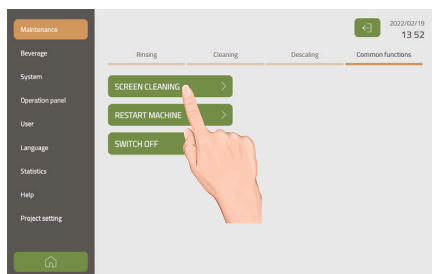 Maintenance
2022/02/19
13 52
Beverage
Rinsing
Cleaning
Descaling
Common functions
System
SCREEN CLEANING
Operation panel
RESTART MACHINE
User
SWITCH OFF
Language
Statistics
Help
Project setting